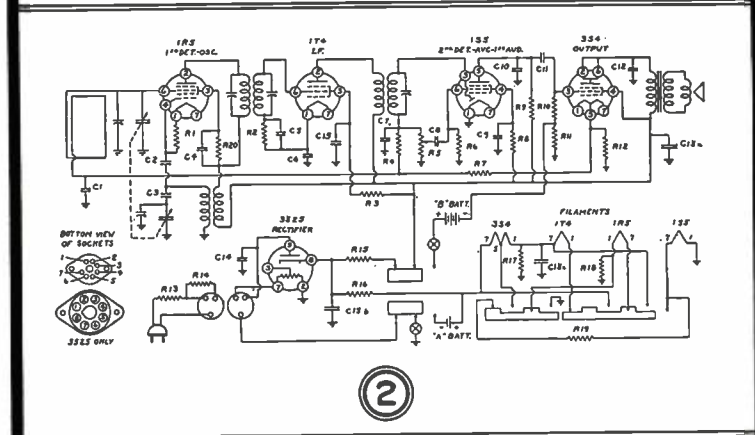 1R5
1ST DET.-OSC.
1T4
I.F.
1S5
2ND DET.-AVC-1ST AUD.
3S4
OUTPUT
C10
C11
C12
R1
C2
C4
R20
R2
C5
C6
C15
C7
R4
C8
R5
R6
C9
R8
R9
R10
R11
R12
C13a
R7
C1
C3
R3
BOTTOM VIEW
OF SOCKETS
3525 ONLY
3525
RECTIFIER
C14
R13
R14
R15
R16
C13b
"B" BATT.
"A" BATT.
FILAMENTS
3S4
1T4
1R5
1S5
R17
R18
R19
2